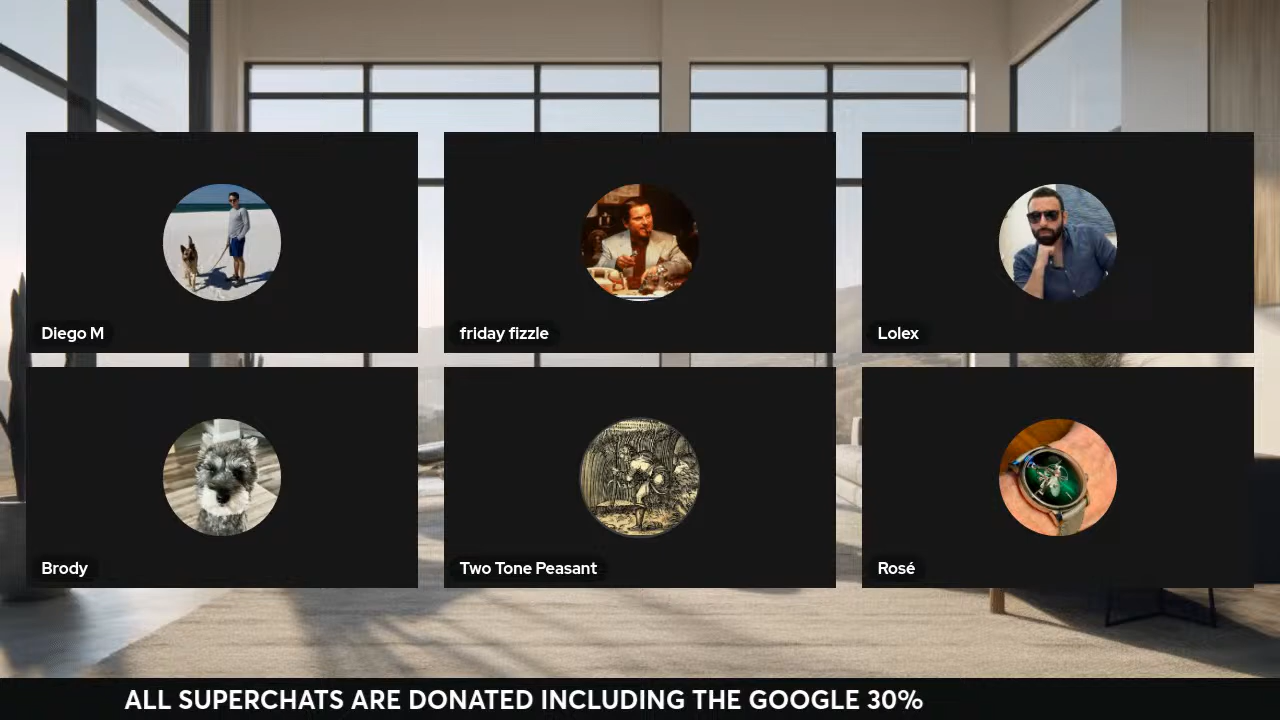 Diego M
friday fizzle
Lolex
Brody
Two Tone Peasant
Rosé
ALL SUPERCHATS ARE DONATED INCLUDING THE GOOGLE 30%